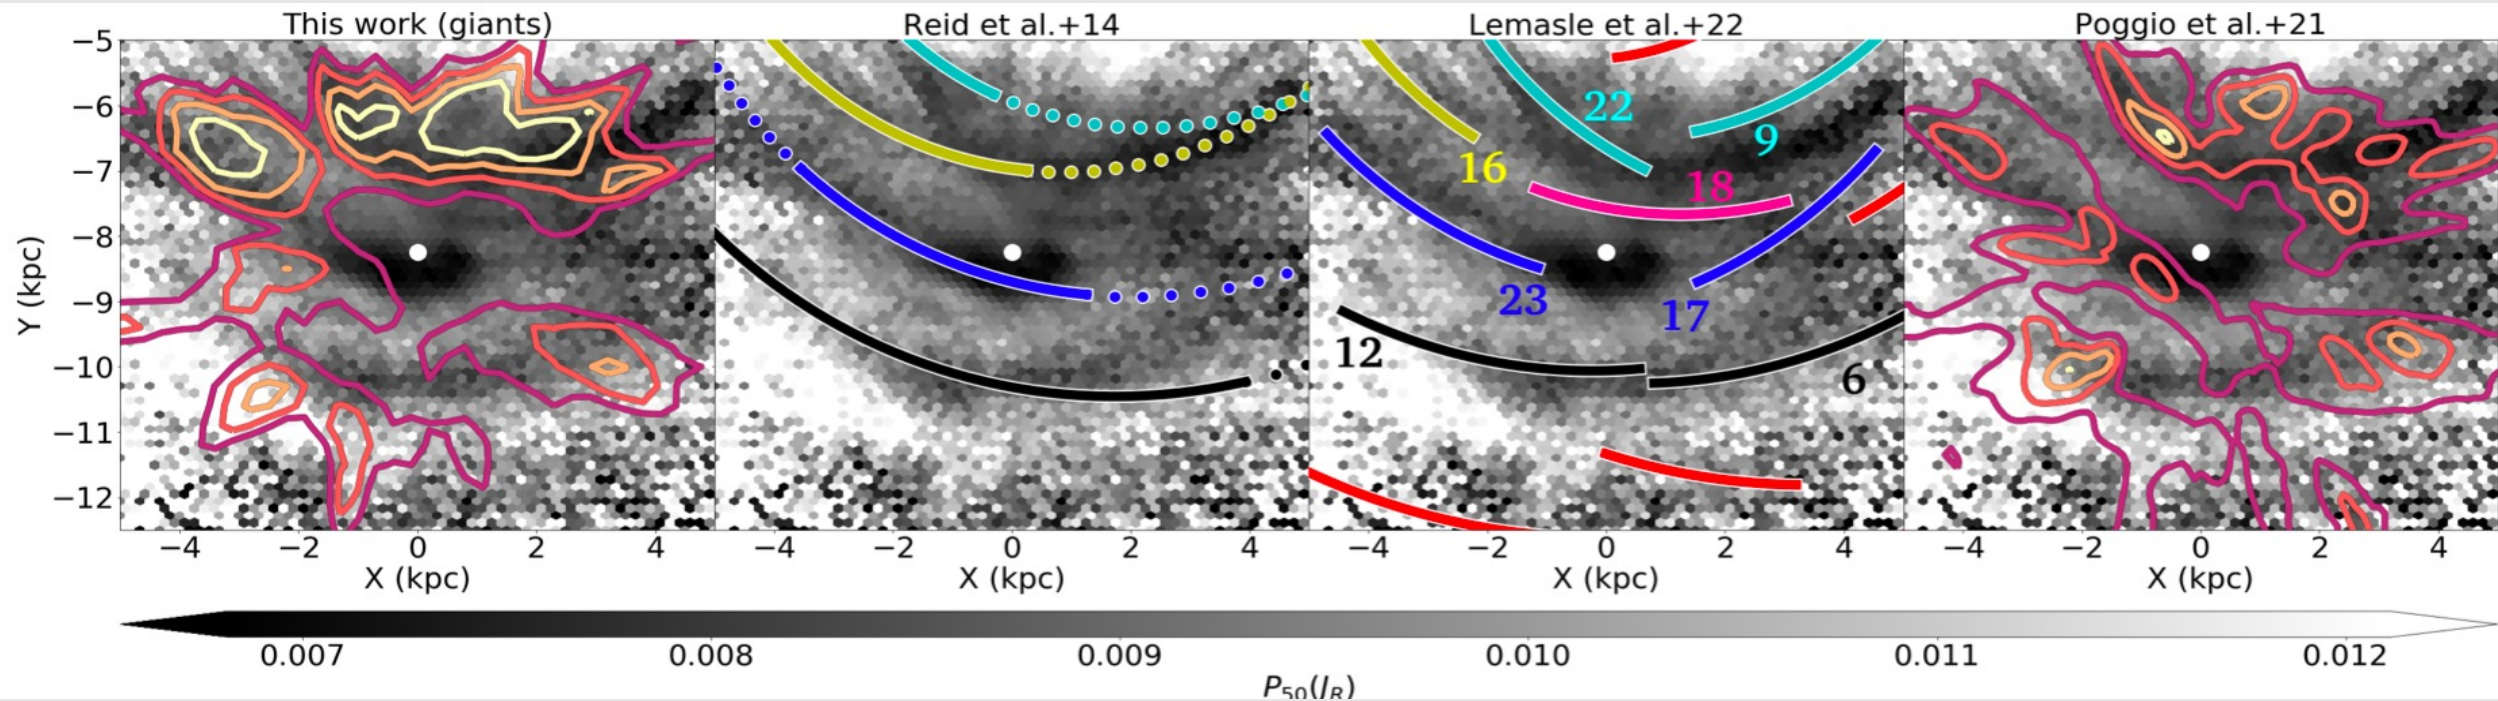 This work (giants) Reid et al.+14 Lemasle et al.+22 Poggio et al.+21
−5
−6
−7
−8
−9
−10
−11
−12
Y (kpc)
22
9
16
18
23
17
12
6
−4 −2 0 2 4 −4 −2 0 2 4 −4 −2 0 2 4 −4 −2 0 2 4
X (kpc) X (kpc) X (kpc) X (kpc)
0.007 0.008 0.009 0.010 0.011 0.012
P50(JR)